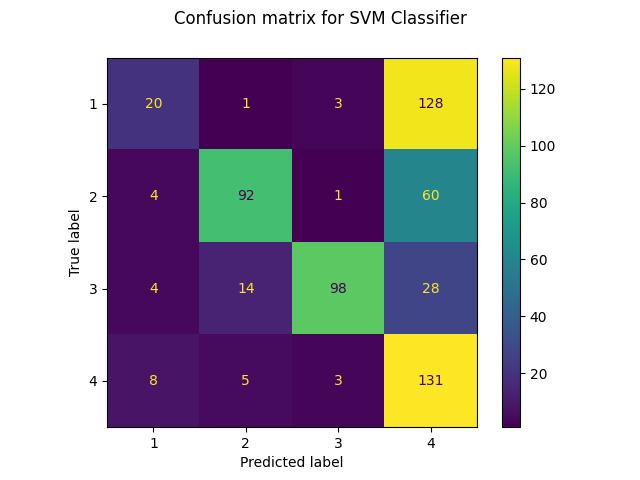 Confusion matrix for SVM Classifier
1 20 1 3 128
2 4 92 1 60
3 4 14 98 28
4 8 5 3 131
1 2 3 4
Predicted label
True label
120
100
80
60
40
20